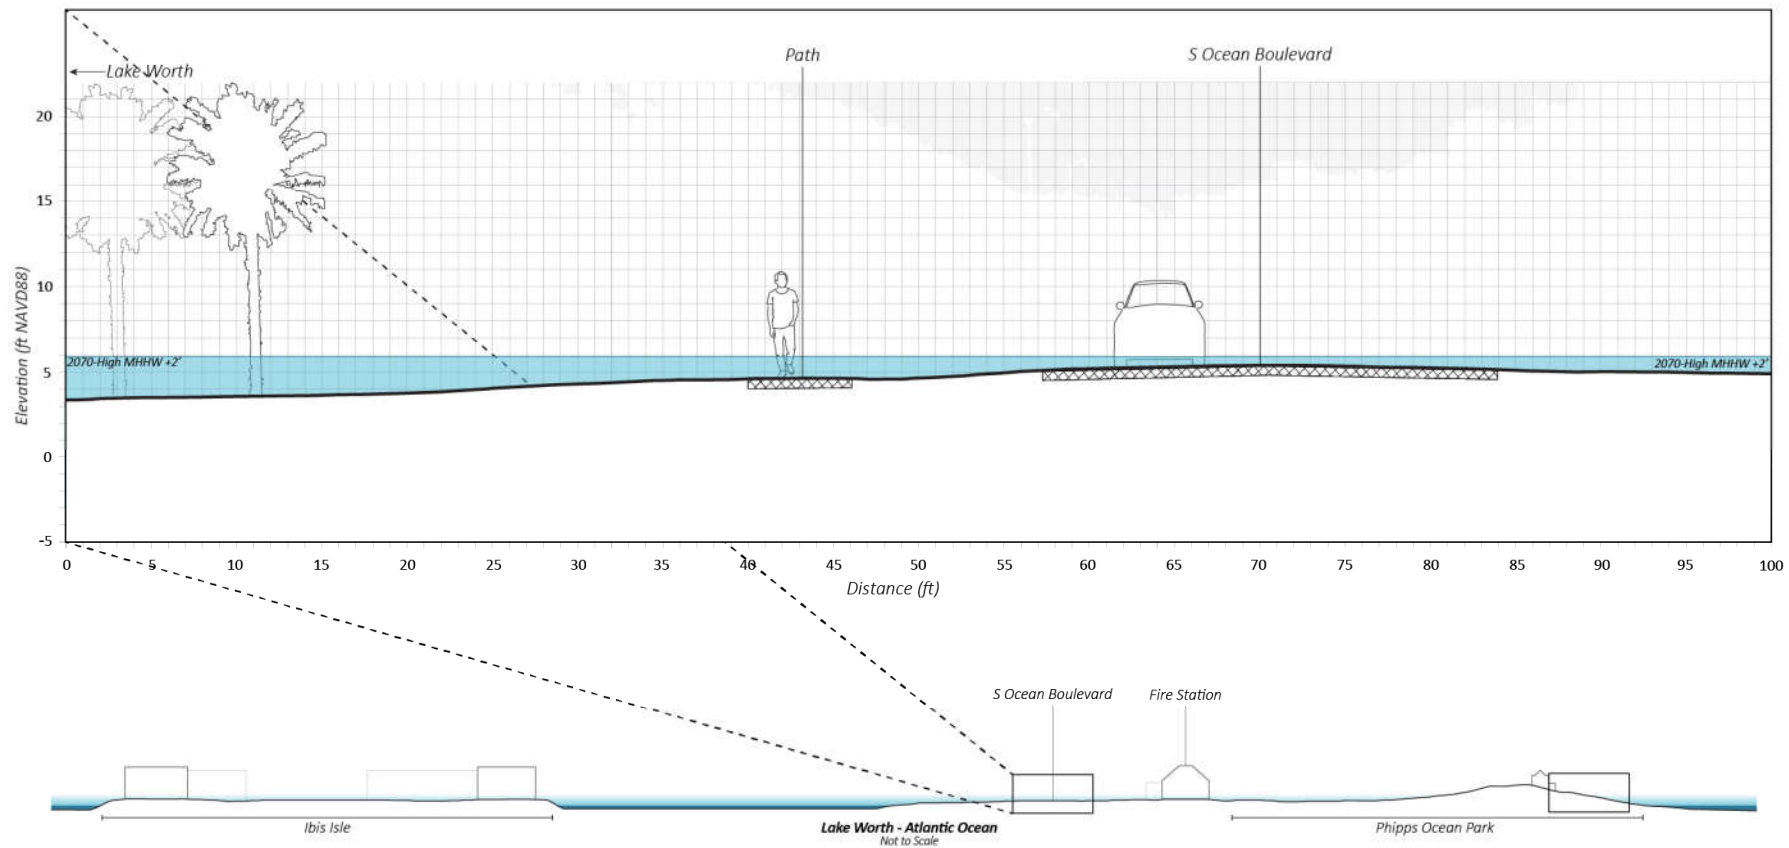 Path
S Ocean Boulevard
Lake Worth
20
15
10
5
0
-5
Elevation (ft NAVD88)
2070-High MHHW +2'
2070-High MHHW +2'
0 5 10 15 20 25 30 35 40 45 50 55 60 65 70 75 80 85 90 95 100
Distance (ft)
S Ocean Boulevard
Fire Station
Ibis Isle
Lake Worth - Atlantic Ocean
Not to Scale
Phipps Ocean Park